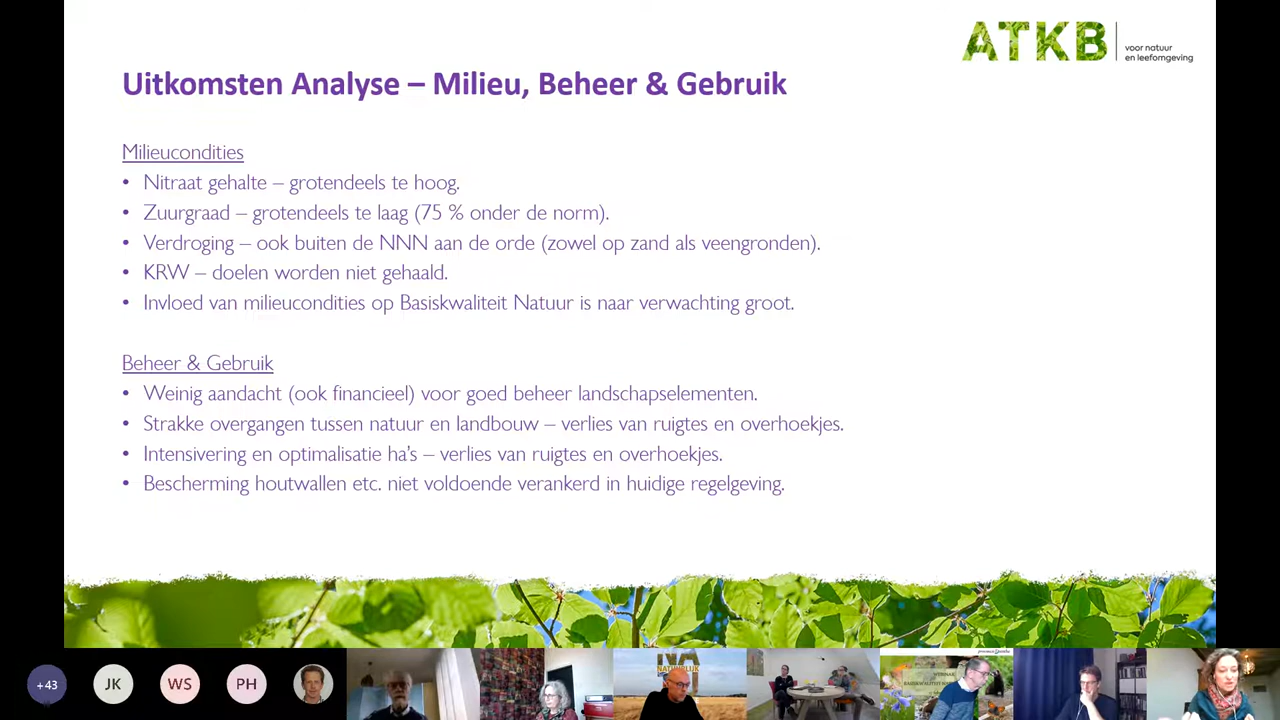 ATKB
voor natuur
en leefomgeving
Uitkomsten Analyse – Milieu, Beheer & Gebruik
Milieucondities
• Nitraat gehalte – grotendeels te hoog.
• Zuurgraad – grotendeels te laag (75 % onder de norm).
• Verdroging – ook buiten de NNN aan de orde (zowel op zand als veengronden).
• KRW – doelen worden niet gehaald.
• Invloed van milieucondities op Basiskwaliteit Natuur is naar verwachting groot.
Beheer & Gebruik
• Weinig aandacht (ook financieel) voor goed beheer landschapselementen.
• Strakke overgangen tussen natuur en landbouw – verlies van ruigtes en overhoekjes.
• Intensivering en optimalisatie ha's – verlies van ruigtes en overhoekjes.
• Bescherming houtwallen etc. niet voldoende verankerd in huidige regelgeving.
+43
JK
WS
PH
WEBINAR